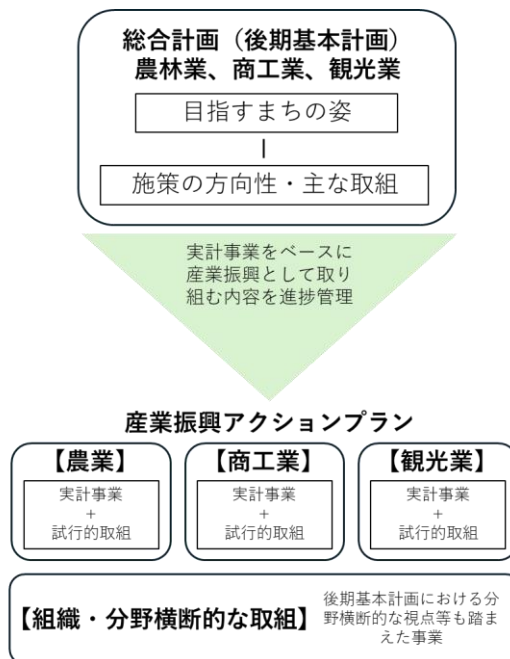 総合計画（後期基本計画）
農林業、商工業、観光業
目指すまちの姿
施策の方向性・主な取組
実計事業をベースに
産業振興として取り
組む内容を進捗管理
産業振興アクションプラン
【農業】
実計事業
+
試行的取組
【商工業】
実計事業
+
試行的取組
【観光業】
実計事業
+
試行的取組
【組織・分野横断的な取組】
後期基本計画における分
野横断的な視点等も踏ま
えた事業